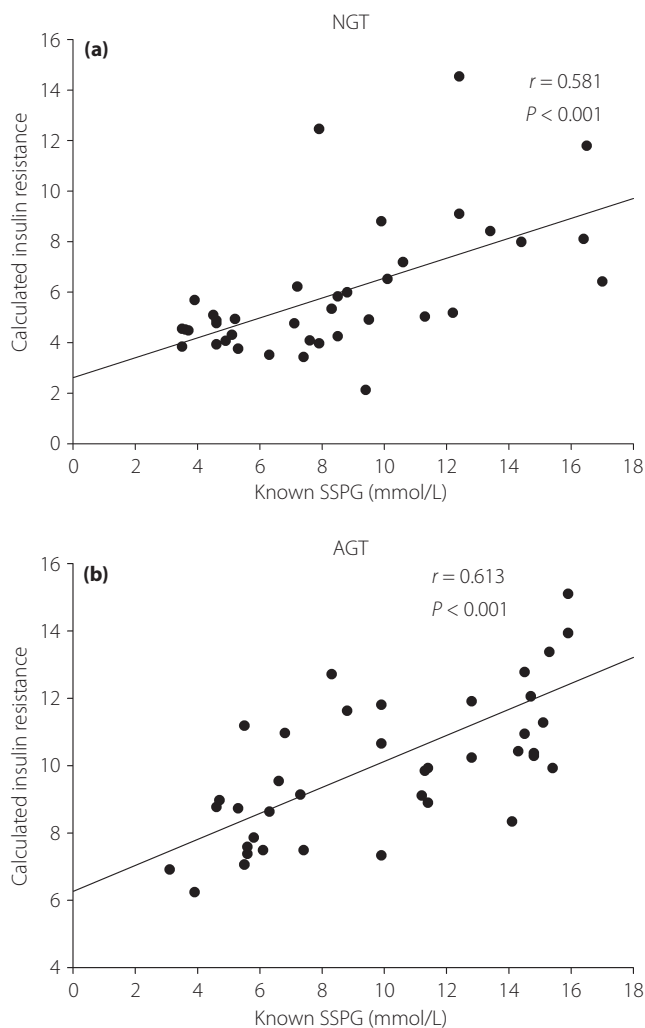 NGT
(a)
r = 0.581
P < 0.001
Calculated insulin resistance
16
14
12
10
8
6
4
2
0
0 2 4 6 8 10 12 14 16 18
Known SSPG (mmol/L)
AGT
(b)
r = 0.613
P < 0.001
Calculated insulin resistance
16
14
12
10
8
6
4
0 2 4 6 8 10 12 14 16 18
Known SSPG (mmol/L)